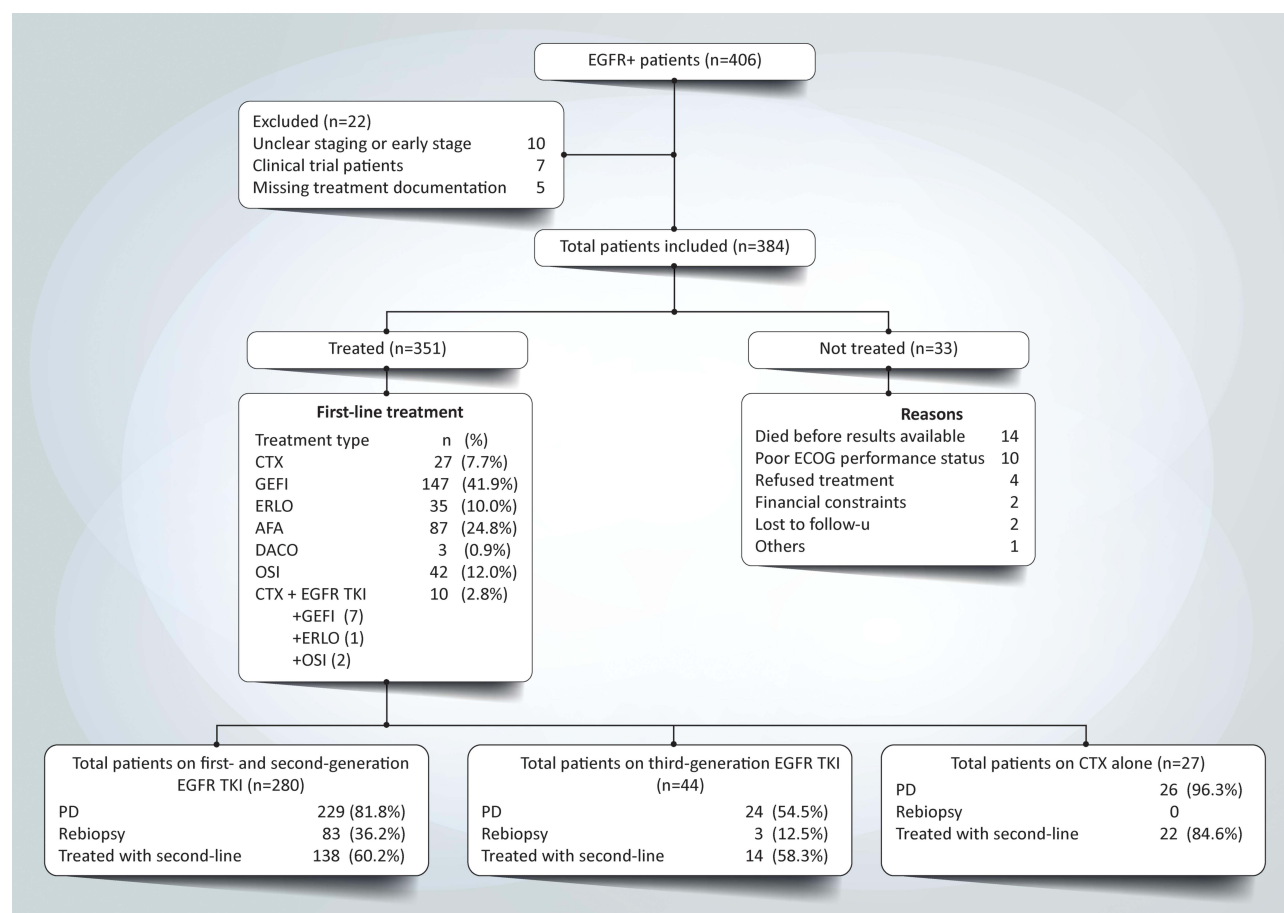 EGFR+ patients (n=406)
Excluded (n=22)
Unclear staging or early stage 10
Clinical trial patients 7
Missing treatment documentation 5
Total patients included (n=384)
Treated (n=351)
Not treated (n=33)
First-line treatment
Treatment type n (%)
CTX 27 (7.7%)
GEFI 147 (41.9%)
ERLO 35 (10.0%)
AFA 87 (24.8%)
DACO 3 (0.9%)
OSI 42 (12.0%)
CTX + EGFR TKI 10 (2.8%)
+GEFI (7)
+ERLO (1)
+OSI (2)
Reasons
Died before results available 14
Poor ECOG performance status 10
Refused treatment 4
Financial constraints 2
Lost to follow-u 2
Others 1
Total patients on first- and second-generation
EGFR TKI (n=280)
PD 229 (81.8%)
Rebiopsy 83 (36.2%)
Treated with second-line 138 (60.2%)
Total patients on third-generation EGFR TKI
(n=44)
PD 24 (54.5%)
Rebiopsy 3 (12.5%)
Treated with second-line 14 (58.3%)
Total patients on CTX alone (n=27)
PD 26 (96.3%)
Rebiopsy 0
Treated with second-line 22 (84.6%)